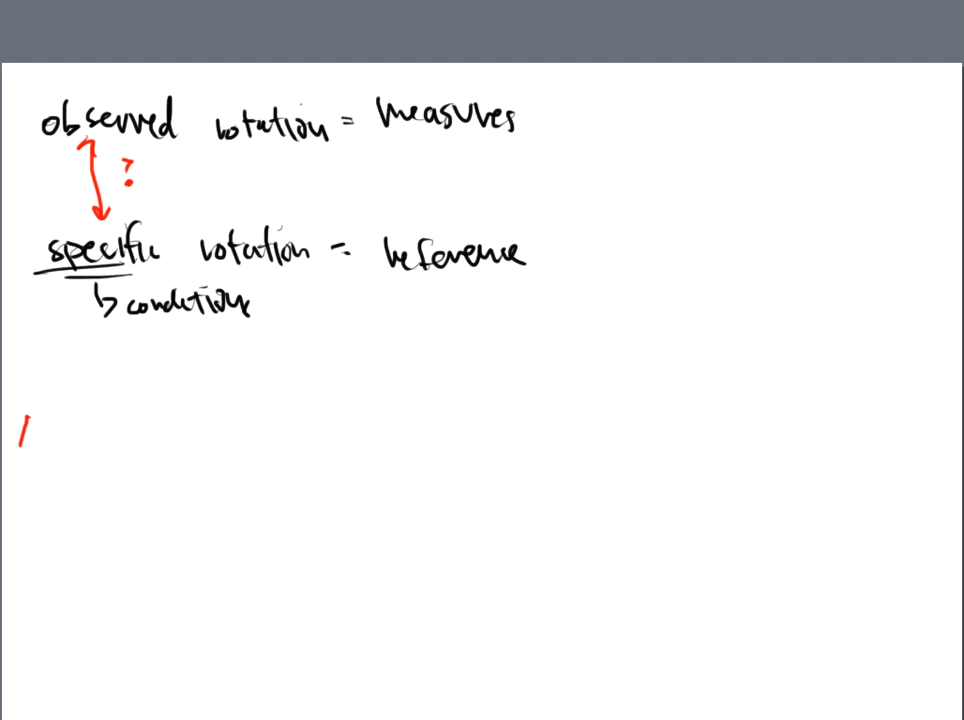 observed rotation = measures
?
specific rotation = reference
↳ conditions